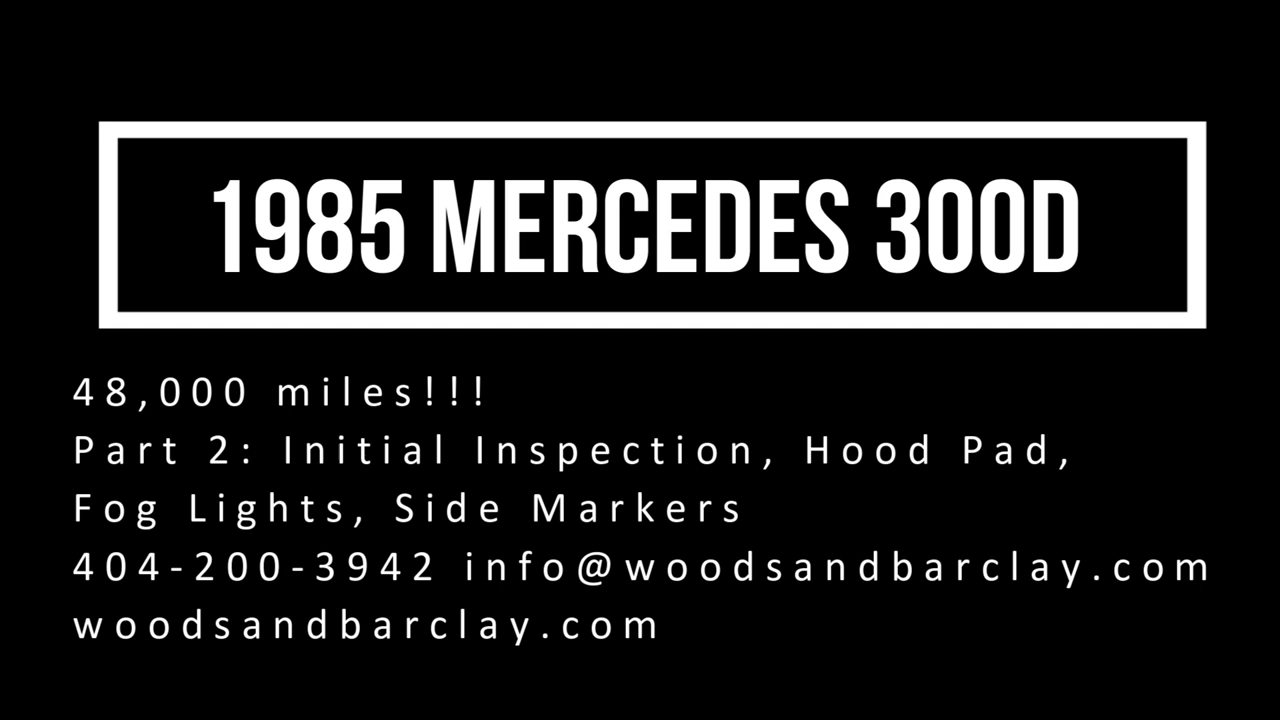 1985 MERCEDES 300D
48,000 miles!!!
Part 2: Initial Inspection, Hood Pad,
Fog Lights, Side Markers
404-200-3942 info@woodsandbarclay.com
woodsandbarclay.com